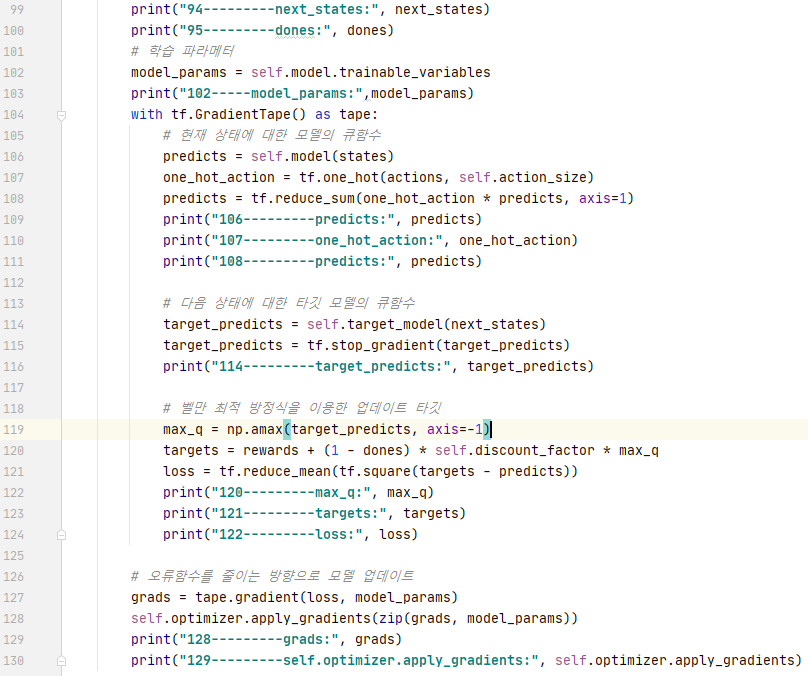 99 print("94---------next_states:", next_states)
100 print("95---------dones:", dones)
101 # 학습 파라메터
102 model_params = self.model.trainable_variables
103 print("102-----model_params:",model_params)
104 with tf.GradientTape() as tape:
105 # 현재 상태에 대한 모델의 큐함수
106 predicts = self.model(states)
107 one_hot_action = tf.one_hot(actions, self.action_size)
108 predicts = tf.reduce_sum(one_hot_action * predicts, axis=1)
109 print("106---------predicts:", predicts)
110 print("107---------one_hot_action:", one_hot_action)
111 print("108---------predicts:", predicts)
112
113 # 다음 상태에 대한 타깃 모델의 큐함수
114 target_predicts = self.target_model(next_states)
115 target_predicts = tf.stop_gradient(target_predicts)
116 print("114---------target_predicts:", target_predicts)
117
118 # 벨만 최적 방정식을 이용한 업데이트 타깃
119 max_q = np.amax(target_predicts, axis=-1)
120 targets = rewards + (1 - dones) * self.discount_factor * max_q
121 loss = tf.reduce_mean(tf.square(targets - predicts))
122 print("120---------max_q:", max_q)
123 print("121---------targets:", targets)
124 print("122---------loss:", loss)
125
126 # 오류함수를 줄이는 방향으로 모델 업데이트
127 grads = tape.gradient(loss, model_params)
128 self.optimizer.apply_gradients(zip(grads, model_params))
129 print("128---------grads:", grads)
130 print("129---------self.optimizer.apply_gradients:", self.optimizer.apply_gradients)